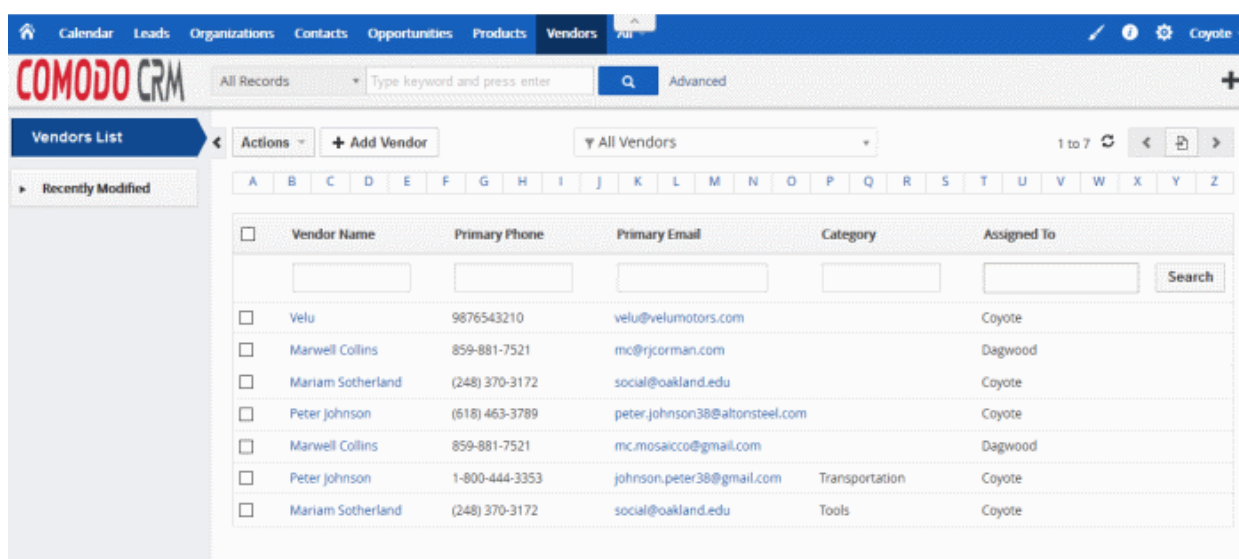 Calendar Leads Organizations Contacts Opportunities Products Vendors All Coyote
COMODO CRM All Records Type keyword and press enter Advanced
Vendors List Actions + Add Vendor All Vendors 1 to 7
Recently Modified A B C D E F G H I J K L M N O P Q R S T U V W X Y Z
Vendor Name Primary Phone Primary Email Category Assigned To
Search
Velu 9876543210 velu@velumotors.com Coyote
Marwell Collins 859-881-7521 mc@rjcorman.com Dagwood
Mariam Sotherland (248) 370-3172 social@oakland.edu Coyote
Peter Johnson (618) 463-3789 peter.johnson38@altonsteel.com Coyote
Marwell Collins 859-881-7521 mc.mosaicco@gmail.com Dagwood
Peter Johnson 1-800-444-3353 johnson.peter38@gmail.com Transportation Coyote
Mariam Sotherland (248) 370-3172 social@oakland.edu Tools Coyote